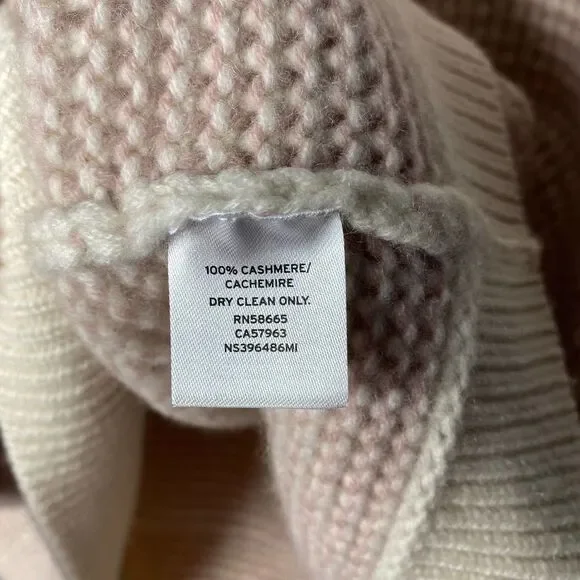 100% CASHMERE/
CACHEMIRE
DRY CLEAN ONLY.
RN58665
CA57963
NS396486MI